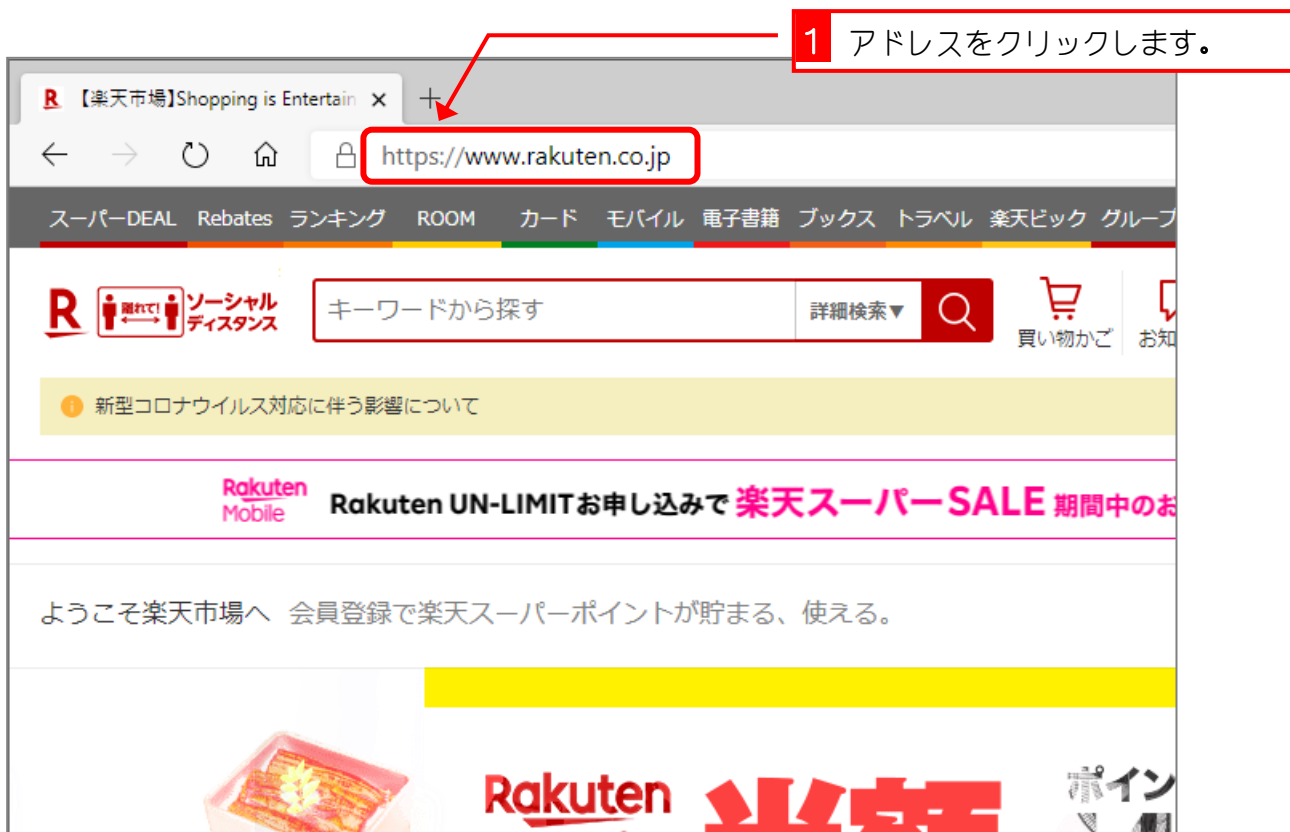 1 アドレスをクリックします。
R 【楽天市場】Shopping is Entertain
https://www.rakuten.co.jp
スーパーDEAL Rebates ランキング ROOM カード モバイル 電子書籍 ブックス トラベル 楽天ビック グループ
R 離れて! ソーシャル
ディスタンス
キーワードから探す 詳細検索▼
買い物かご お知
新型コロナウイルス対応に伴う影響について
Rakuten
Mobile
Rakuten UN-LIMITお申し込みで楽天スーパーSALE 期間中のお
ようこそ楽天市場へ 会員登録で楽天スーパーポイントが貯まる、使える。
Rakuten
半額
ポイン